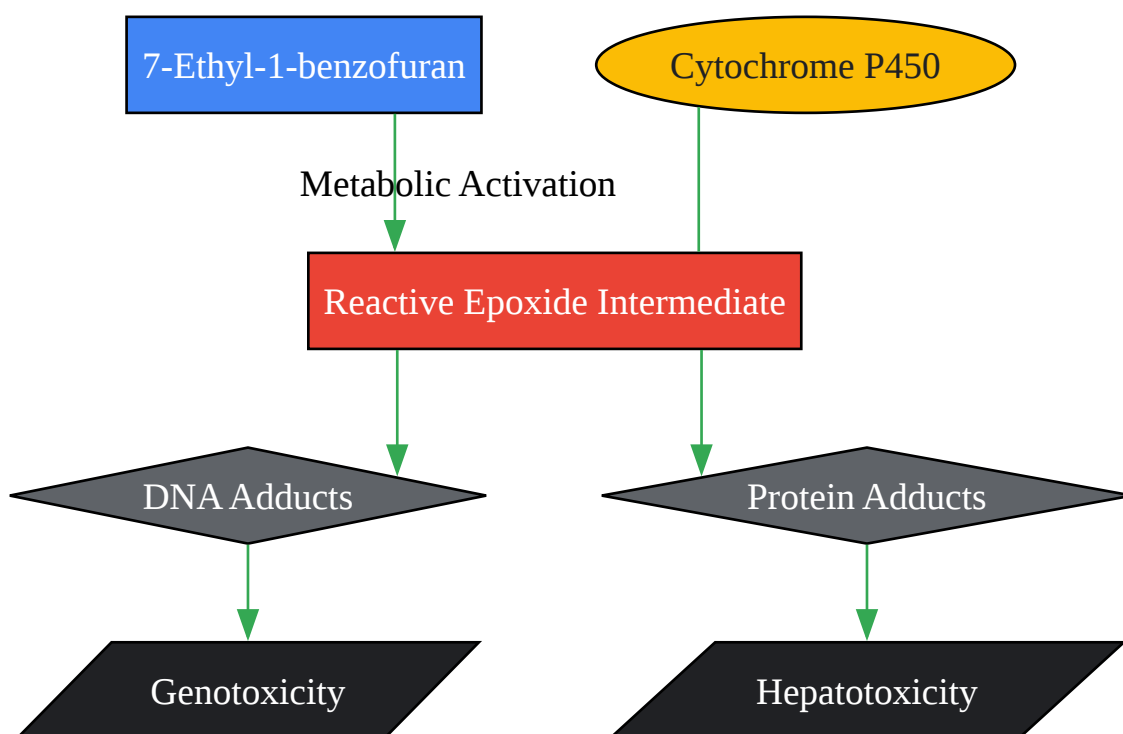 7-Ethyl-1-benzofuran
Cytochrome P450
Metabolic Activation
Reactive Epoxide Intermediate
DNA Adducts
Protein Adducts
Genotoxicity
Hepatotoxicity